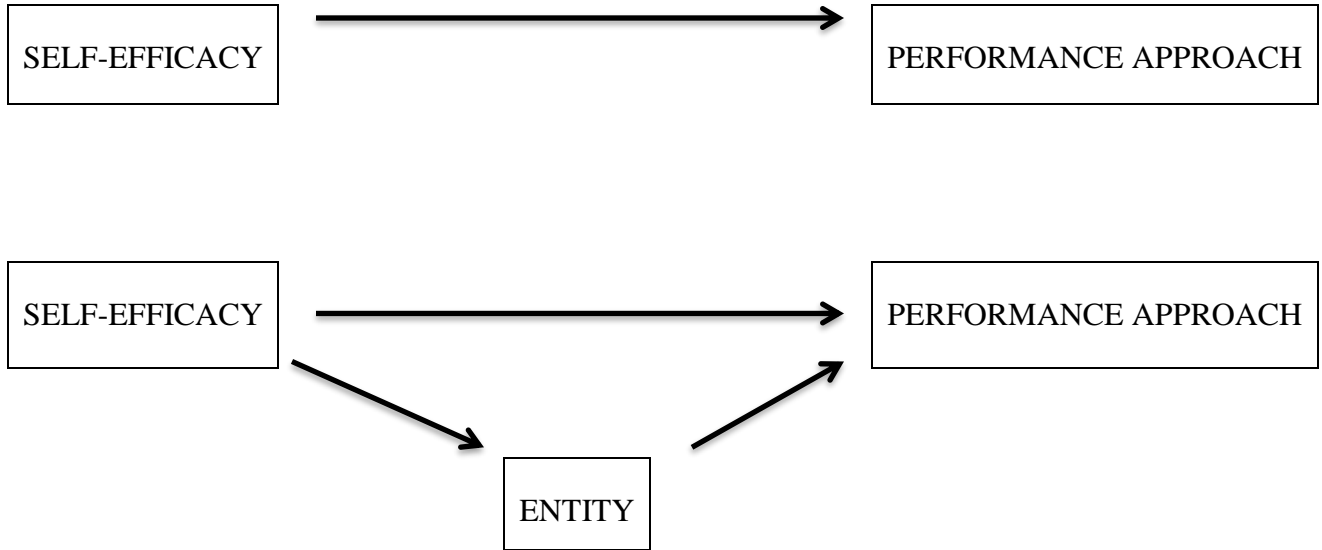 SELF-EFFICACY
PERFORMANCE APPROACH
SELF-EFFICACY
PERFORMANCE APPROACH
ENTITY